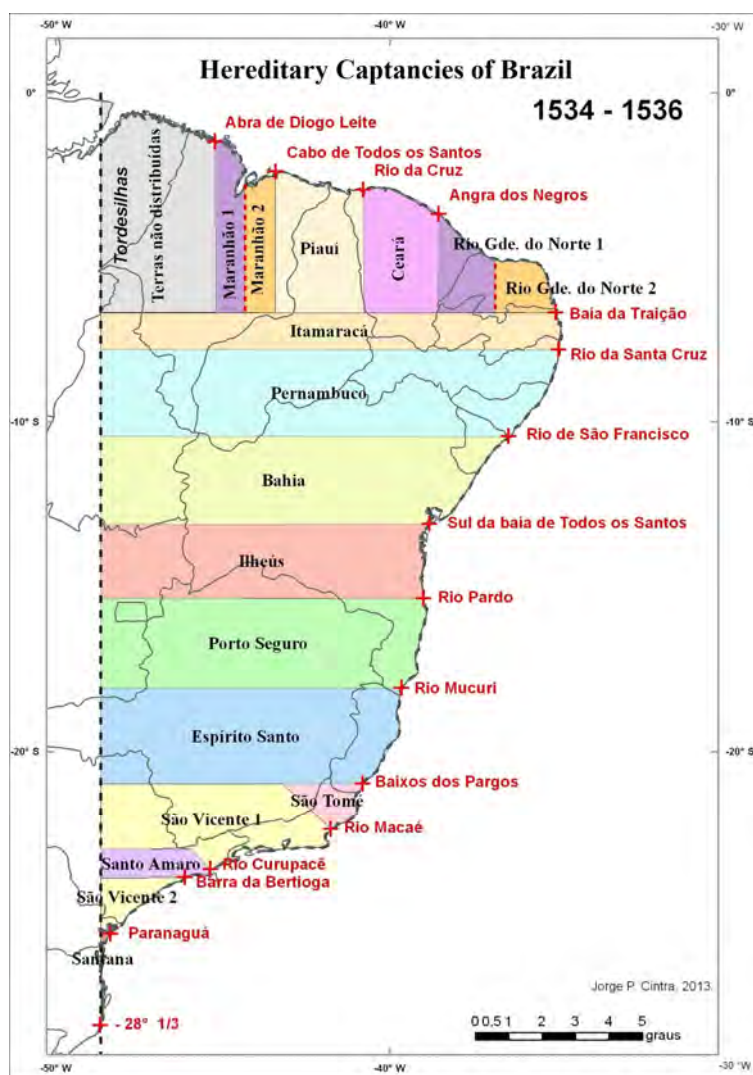 -50° W
-40° W
-30° W
Hereditary Captancies of Brazil
0°
0°
1534 - 1536
Abra de Diogo Leite
Cabo de Todos os Santos
Rio da Cruz
Angra dos Negros
Tordesilhas
Terras não distribuídas
Maranhão 1
Maranhão 2
Piauí
Ceará
Rio Gde. do Norte 1
Rio Gde. do Norte 2
Baia da Traição
Itamaracá
Rio da Santa Cruz
Pernambuco
-10° S
-10° S
Rio de São Francisco
Bahia
Sul da baia de Todos os Santos
Ilheús
Rio Pardo
Porto Seguro
Rio Mucuri
Espírito Santo
-20° S
-20° S
Baixos dos Pargos
São Tomé
São Vicente 1
Rio Macaé
Santo Amaro
Rio Curupacê
Barra da Bertioga
São Vicente 2
Paranaguá
Santana
Jorge P. Cintra, 2013.
- 28° 1/3
0 0,5 1 2 3 4 5
graus
-50° W
-40° W
-30° W